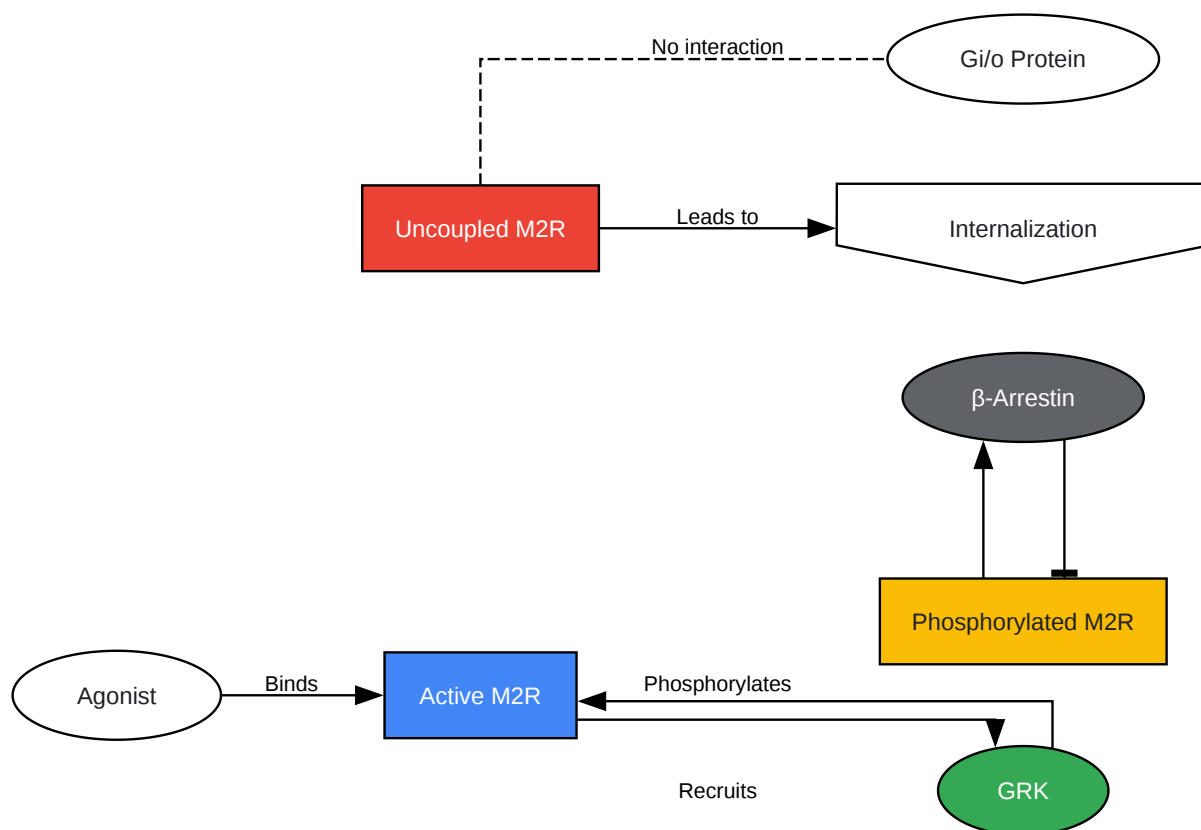 No interaction
Gi/o Protein
Uncoupled M2R
Leads to
Internalization
β-Arrestin
Phosphorylated M2R
Agonist
Binds
Active M2R
Phosphorylates
Recruits
GRK